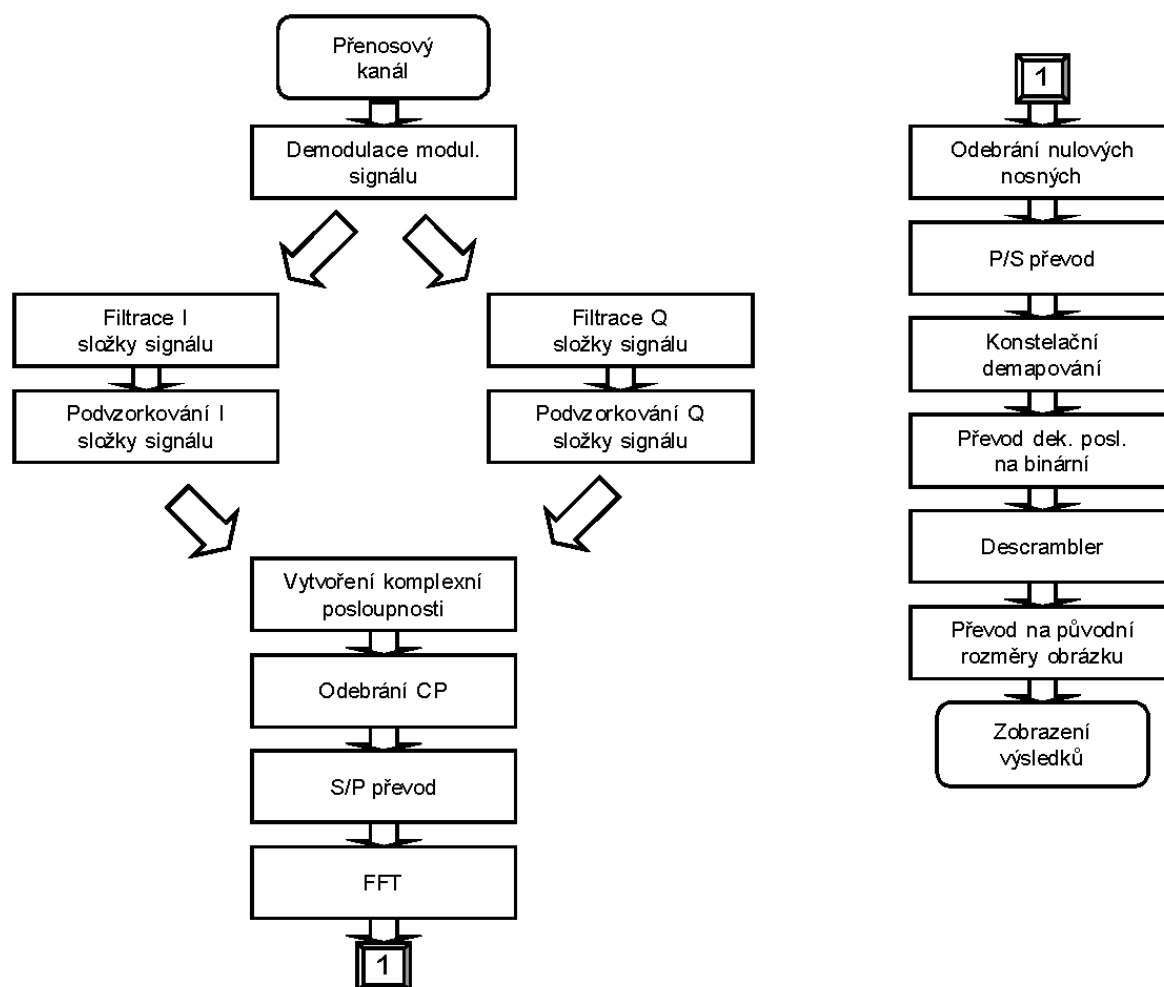 Přenosový
kanál
Demodulace modul.
signálu
Filtrace I
složky signálu
Podvzorkování I
složky signálu
Filtrace Q
složky signálu
Podvzorkování Q
složky signálu
Vytvoření komplexní
posloupnosti
Odebrání CP
S/P převod
FFT
1
1
Odebrání nulových
nosných
P/S převod
Konstelační
demapování
Převod dek. posl.
na binární
Descrambler
Převod na původní
rozměry obrázku
Zobrazení
výsledků